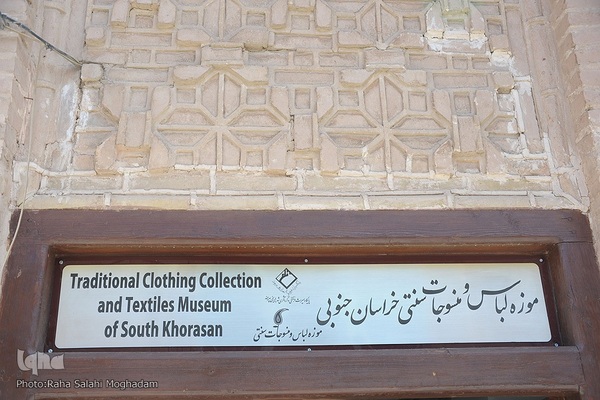 Traditional Clothing Collection
and Textiles Museum
of South Khorasan
موزه لباس و منسوجات سنتی خراسان جنوبی
موزه لباس و منسوجات سنتی
iqna
Photo:Raha Salahi Moghadam